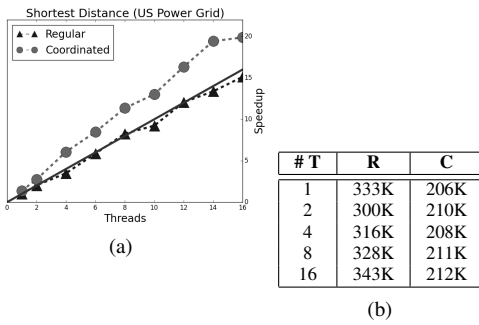 Shortest Distance (US Power Grid)
Regular
Coordinated
20
15
10
5
0
Speedup
0 2 4 6 8 10 12 14 16
Threads
(a)
# T R C
1 333K 206K
2 300K 210K
4 316K 208K
8 328K 211K
16 343K 212K
(b)